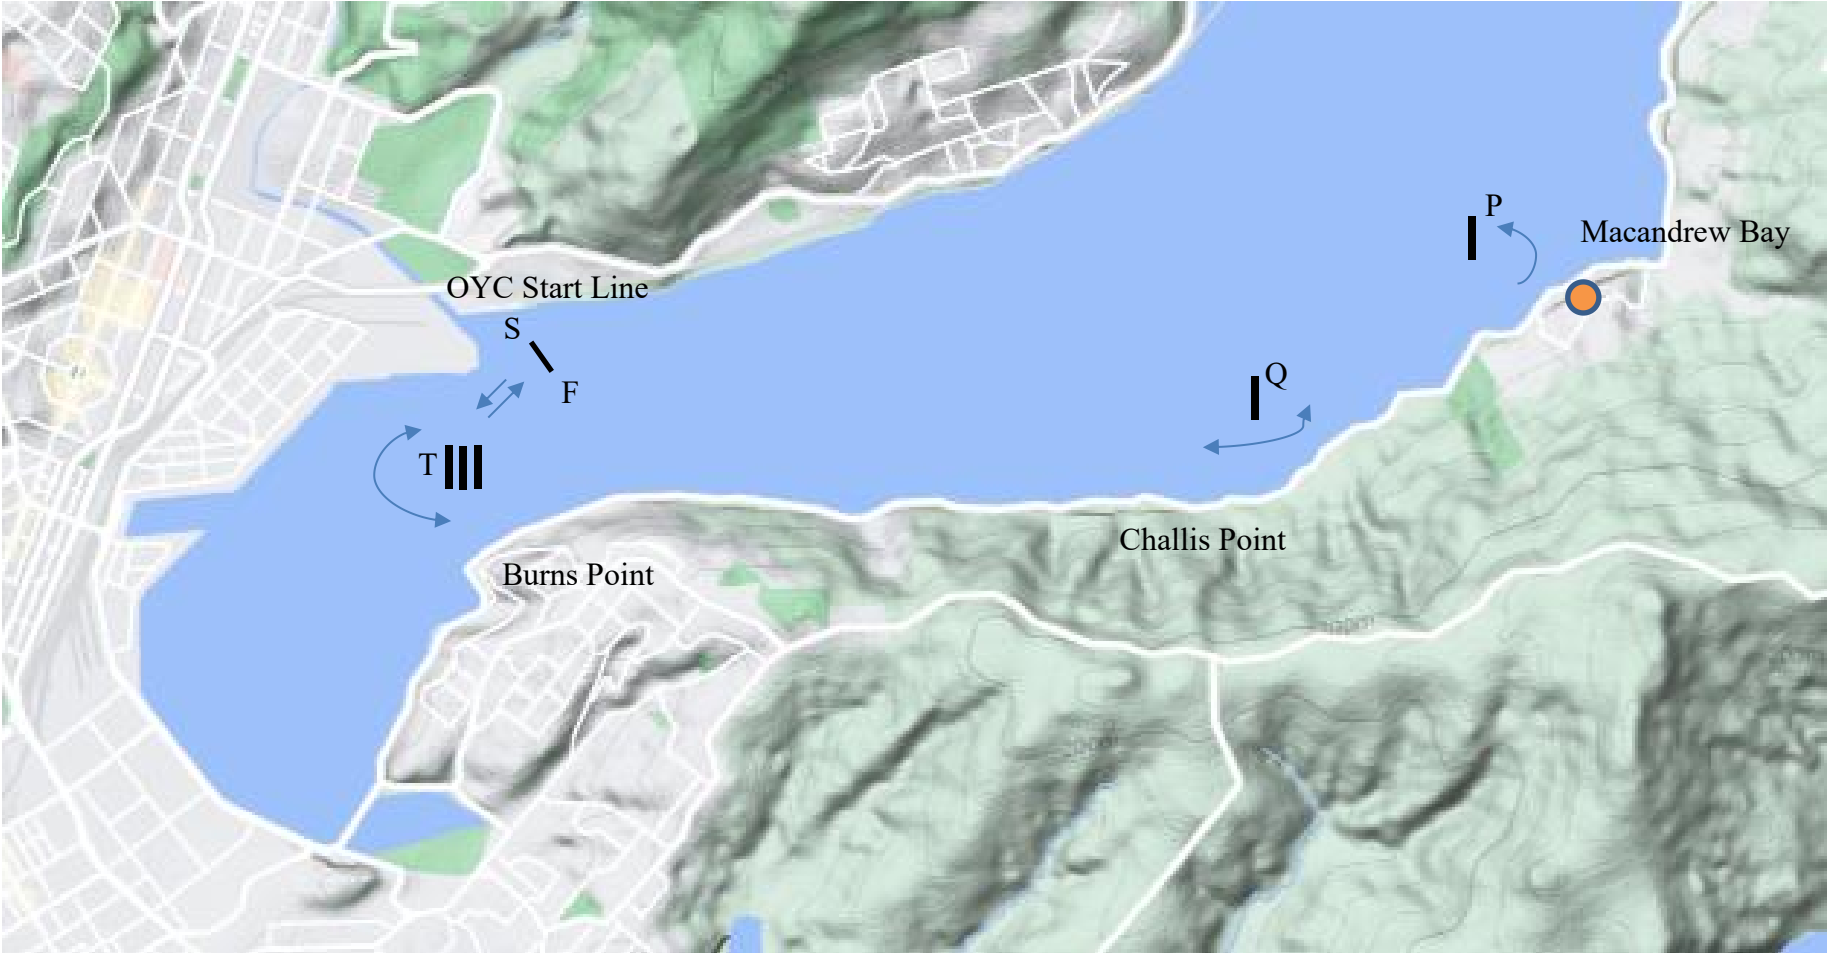 P
Macandrew Bay
OYC Start Line
S
Q
F
T
Challis Point
Burns Point